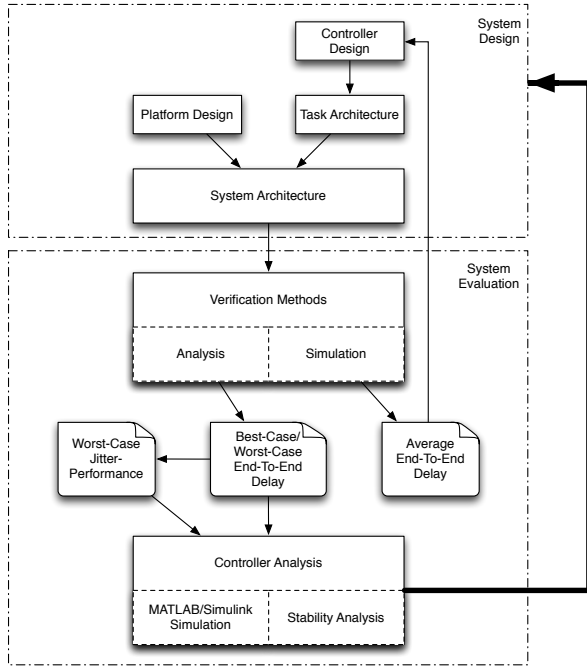 System
Design
Controller
Design
Platform Design
Task Architecture
System Architecture
System
Evaluation
Verification Methods
Analysis
Simulation
Worst-Case
Jitter-
Performance
Best-Case/
Worst-Case
End-To-End
Delay
Average
End-To-End
Delay
Controller Analysis
MATLAB/Simulink
Simulation
Stability Analysis